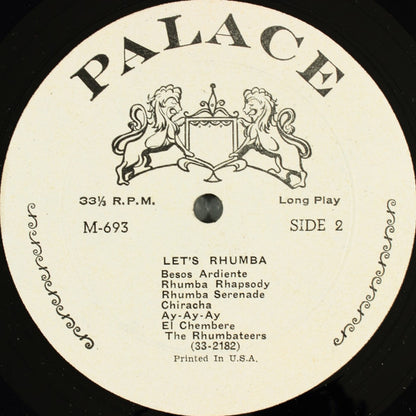 PALACE
33⅓ R.P.M. Long Play
M-693 SIDE 2
LET'S RHUMBA
Besos Ardiente
Rhumba Rhapsody
Rhumba Serenade
Chiracha
Ay-Ay-Ay
El Chembere
The Rhumbateers
(33-2182)
Printed In U.S.A.